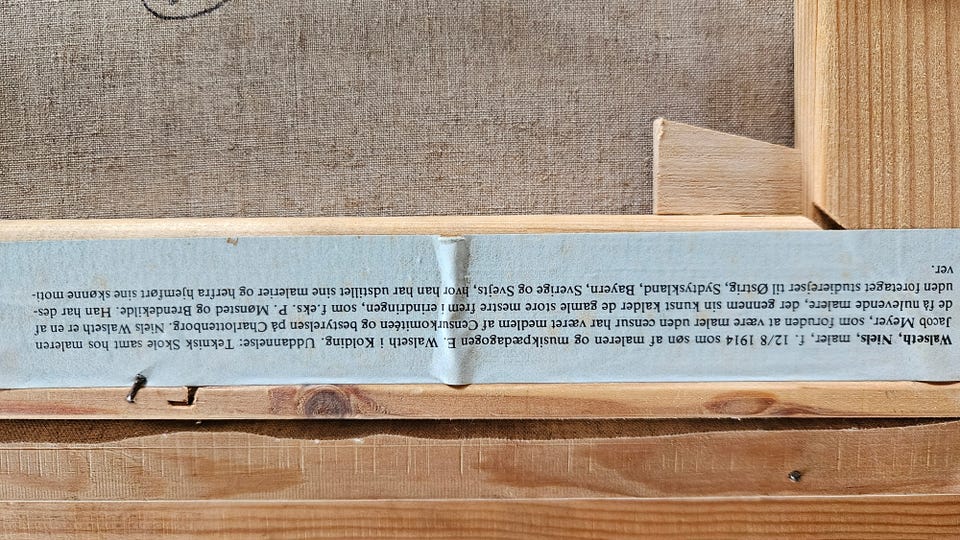 Walseth, Niels, maler, f. 12/8 1914 som søn af maleren og musikpædagogen E. Walseth i Kolding. Uddannelse: Teknisk Skole samt hos maleren
Jacob Meyer, som foruden at være maler uden censur har været medlem af Censurkomitéen og bestyrelsen på Charlottenborg. Niels Walseth er en af
de få nulevende malere, der gennem sin kunst kalder de gamle store mestre frem i erindringen, som f.eks. P. Mønsted og Brendekilde. Han har des-
uden foretaget studierejser til Østrig, Sydtyskland, Bayern, Sverige og Svejts, hvor han har udstillet sine malerier og herfra hjemført sine skønne moti-
ver.